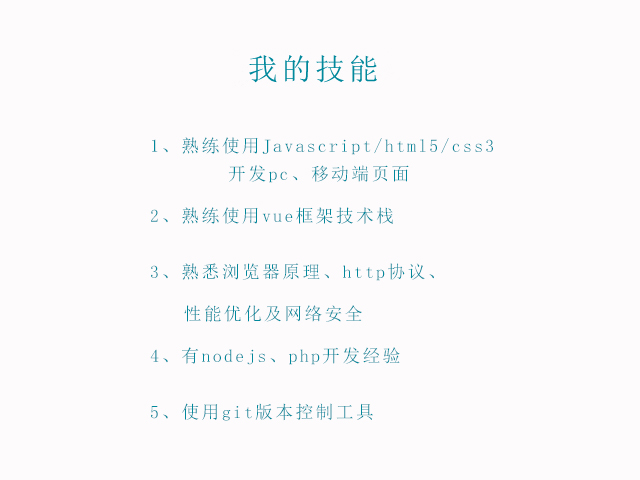 我的技能
1、熟练使用Javascript/html5/css3
开发pc、移动端页面
2、熟练使用vue框架技术栈
3、熟悉浏览器原理、http协议、
性能优化及网络安全
4、有nodejs、php开发经验
5、使用git版本控制工具